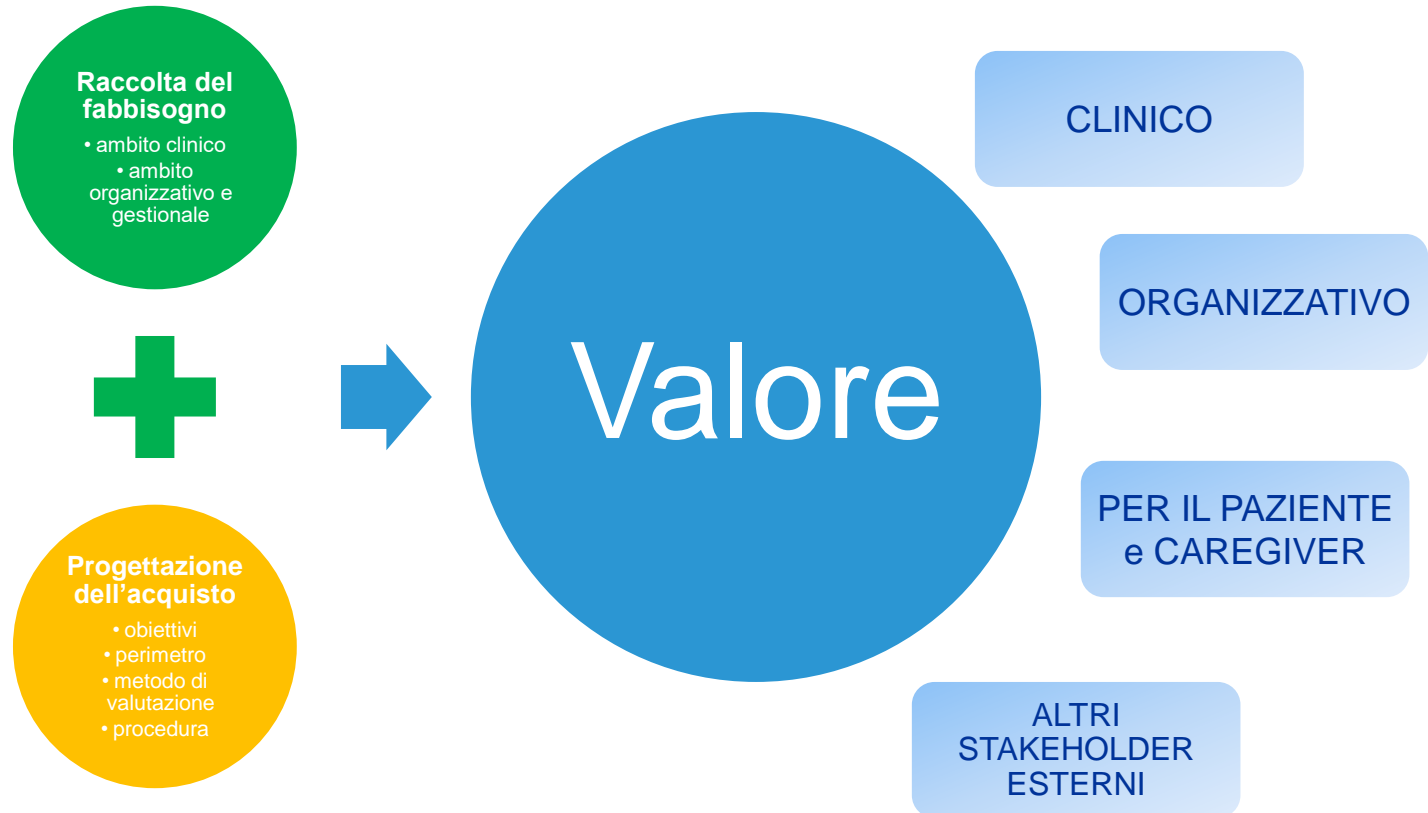 Raccolta del
fabbisogno
• ambito clinico
• ambito
organizzativo e
gestionale
Progettazione
dell’acquisto
• obiettivi
• perimetro
• metodo di
valutazione
• procedura
Valore
CLINICO
ORGANIZZATIVO
PER IL PAZIENTE
e CAREGIVER
ALTRI
STAKEHOLDER
ESTERNI